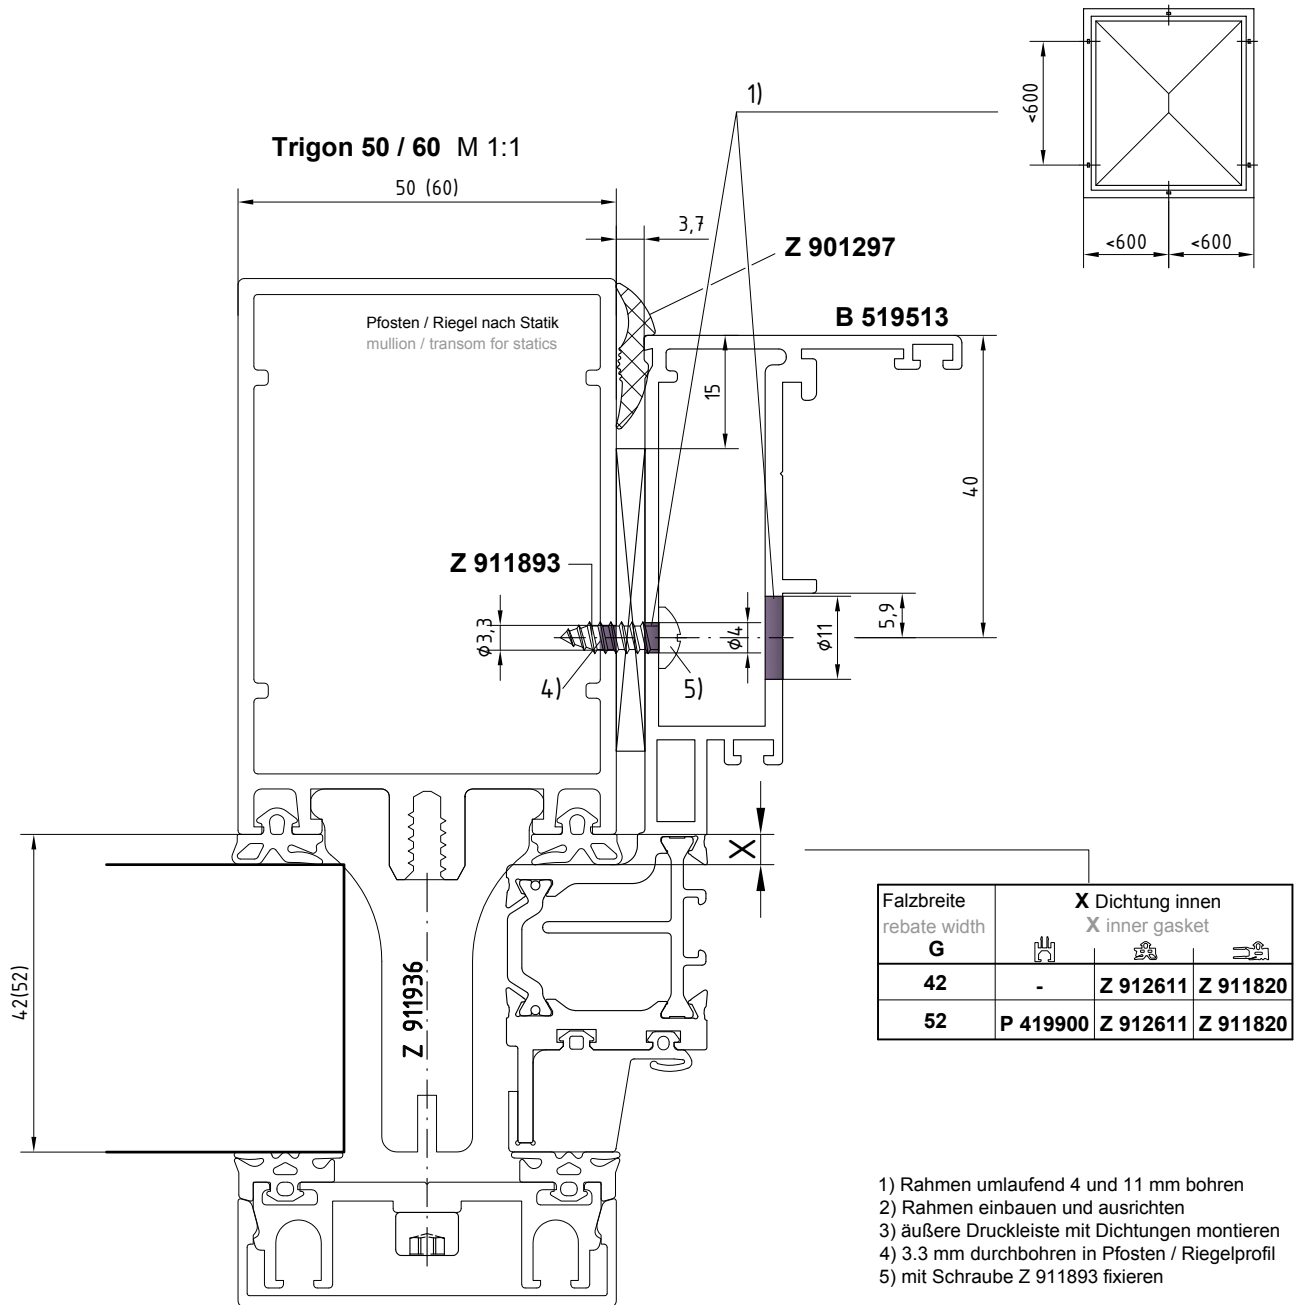 1)
<600
<600
<600
Trigon 50 / 60 M 1:1
50 (60)
3,7
Z 901297
B 519513
Pfosten / Riegel nach Statik
mullion / transom for statics
15
40
Z 911893
ϕ3,3
ϕ4
ϕ11
5,9
4)
5)
X
42(52)
Z 911936
Falzbreite X Dichtung innen
rebate width X inner gasket
G
42 - Z 912611 Z 911820
52 P 419900 Z 912611 Z 911820
1) Rahmen umlaufend 4 und 11 mm bohren
2) Rahmen einbauen und ausrichten
3) äußere Druckleiste mit Dichtungen montieren
4) 3.3 mm durchbohren in Pfosten / Riegelprofil
5) mit Schraube Z 911893 fixieren